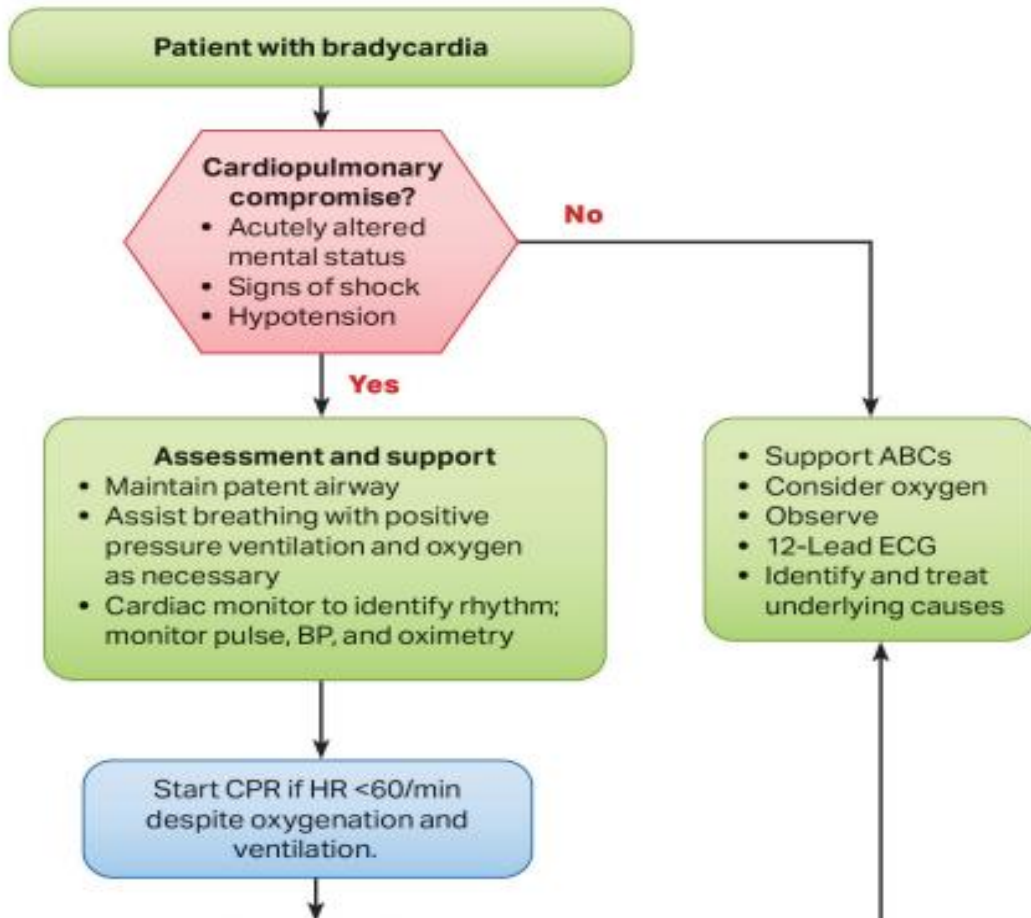 Patient with bradycardia
Cardiopulmonary
compromise?
• Acutely altered
mental status
• Signs of shock
• Hypotension
No
Yes
Assessment and support
• Maintain patent airway
• Assist breathing with positive
pressure ventilation and oxygen
as necessary
• Cardiac monitor to identify rhythm;
monitor pulse, BP, and oximetry
• Support ABCs
• Consider oxygen
• Observe
• 12-Lead ECG
• Identify and treat
underlying causes
Start CPR if HR <60/min
despite oxygenation and
ventilation.